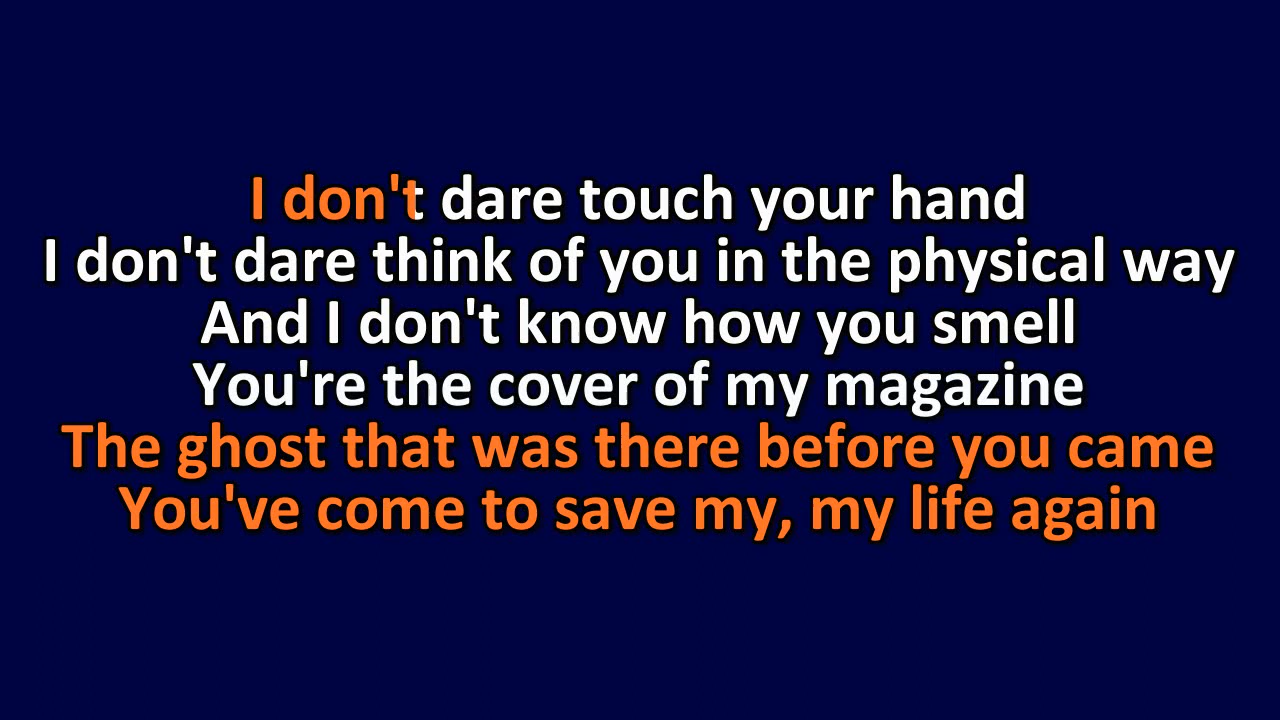 I don't dare touch your hand
I don't dare think of you in the physical way
And I don't know how you smell
You're the cover of my magazine
The ghost that was there before you came
You've come to save my, my life again